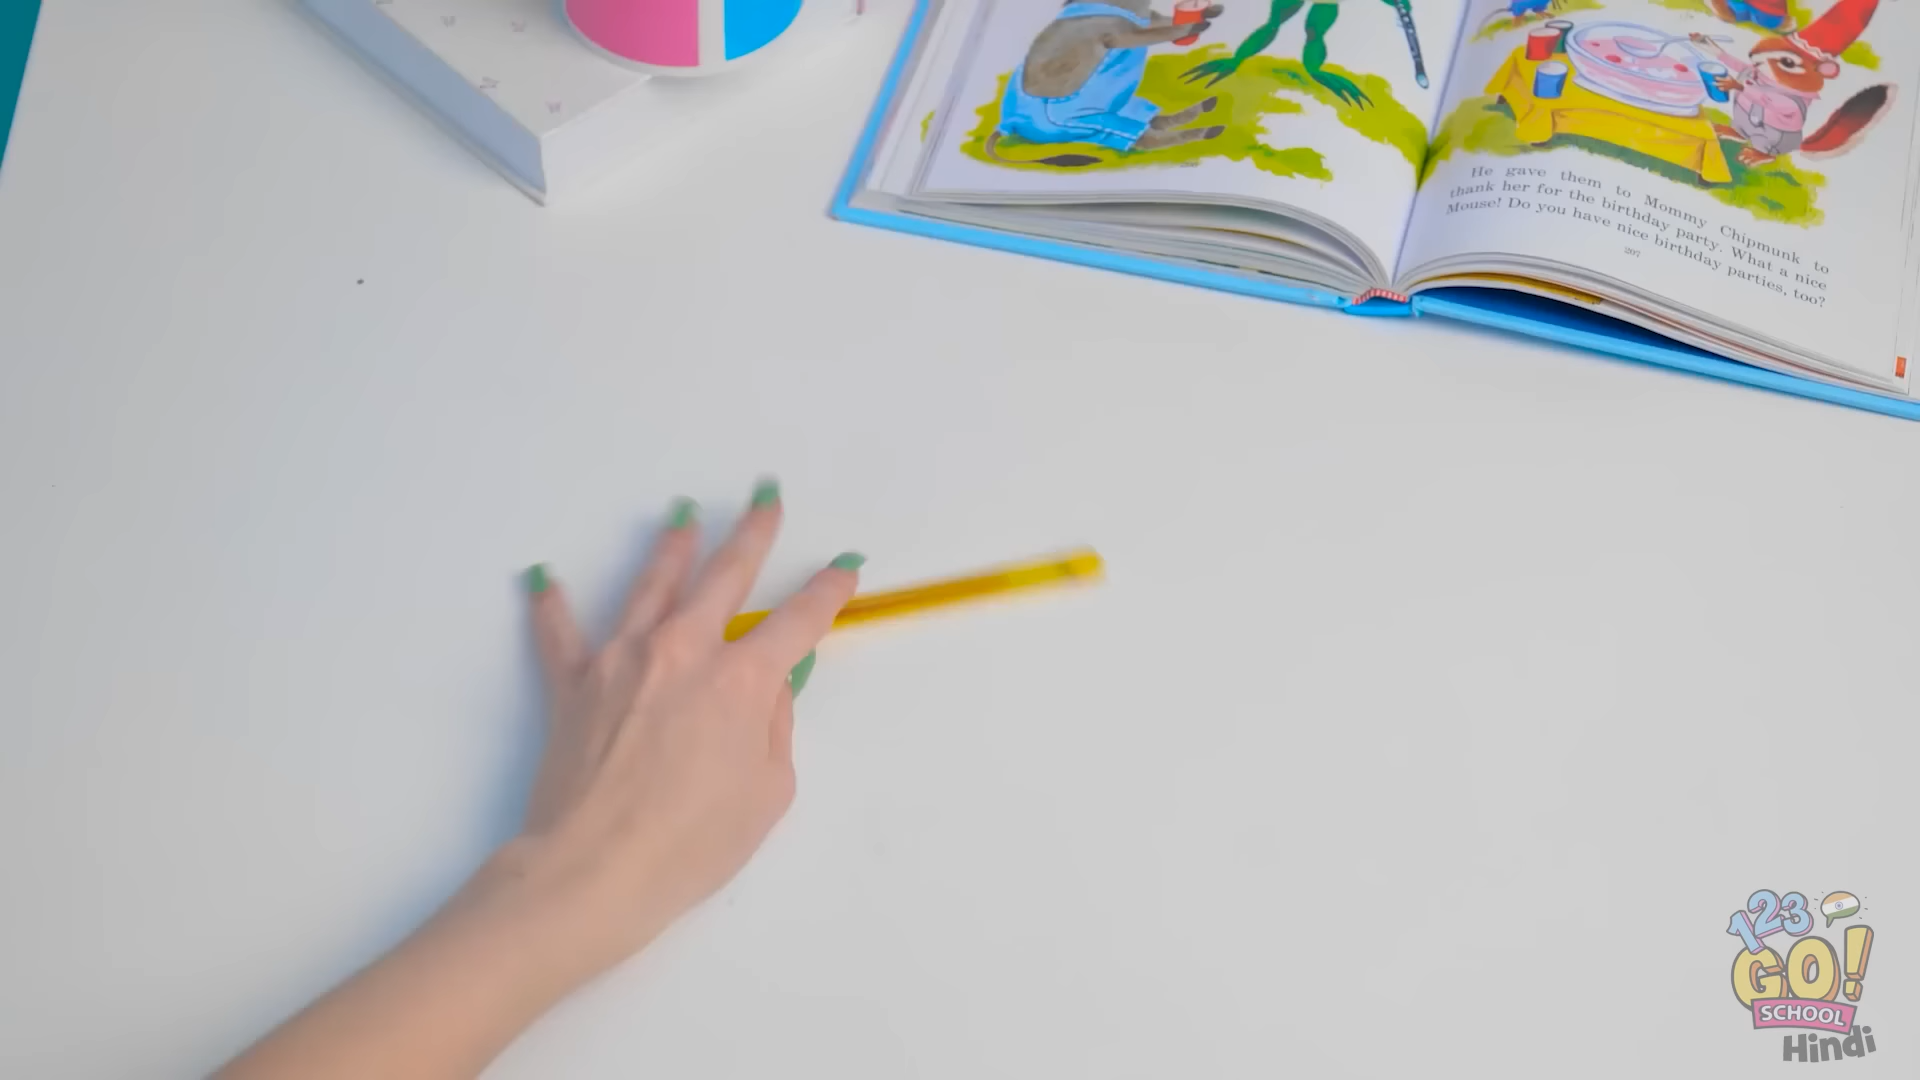 He gave them to Mommy Chipmunk to
thank her for the birthday party. What a nice
Mouse! Do you have nice birthday parties, too?
207
123
GO!
SCHOOL
Hindi